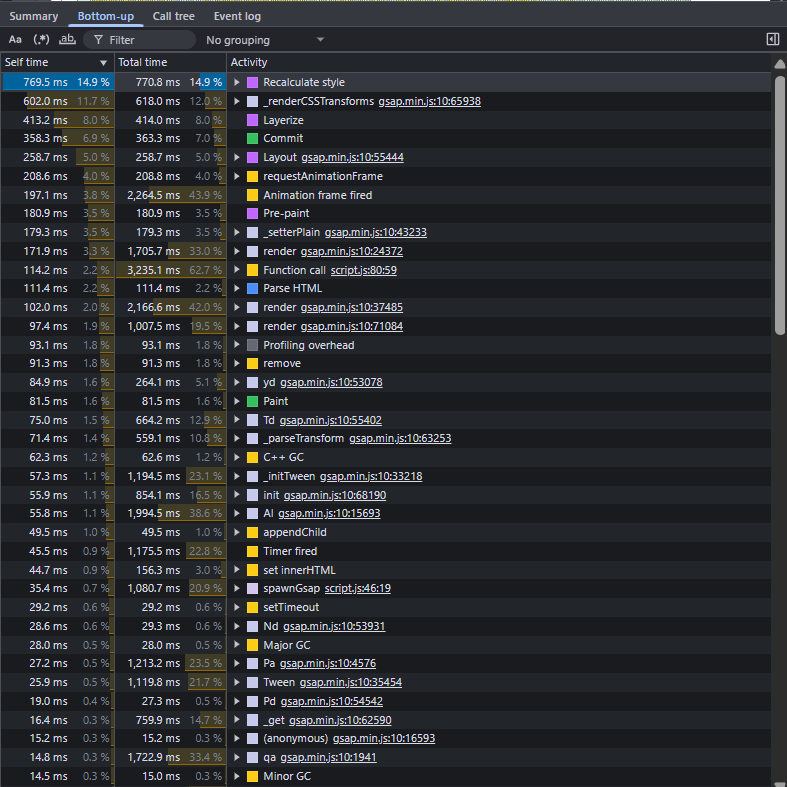 Summary Bottom-up Call tree Event log
Aa (.*) ab Filter No grouping
Self time Total time Activity
769.5 ms 14.9 % 770.8 ms 14.9 % Recalculate style
602.0 ms 11.7 % 618.0 ms 12.0 % _renderCSSTransforms gsap.min.js:10:65938
413.2 ms 8.0 % 414.0 ms 8.0 % Layerize
358.3 ms 6.9 % 363.3 ms 7.0 % Commit
258.7 ms 5.0 % 258.7 ms 5.0 % Layout gsap.min.js:10:55444
208.6 ms 4.0 % 208.8 ms 4.0 % requestAnimationFrame
197.1 ms 3.8 % 2,264.5 ms 43.9 % Animation frame fired
180.9 ms 3.5 % 180.9 ms 3.5 % Pre-paint
179.3 ms 3.5 % 179.3 ms 3.5 % _setterPlain gsap.min.js:10:43233
171.9 ms 3.3 % 1,705.7 ms 33.0 % render gsap.min.js:10:24372
114.2 ms 2.2 % 3,235.1 ms 62.7 % Function call script.js:80:59
111.4 ms 2.2 % 111.4 ms 2.2 % Parse HTML
102.0 ms 2.0 % 2,166.6 ms 42.0 % render gsap.min.js:10:37485
97.4 ms 1.9 % 1,007.5 ms 19.5 % render gsap.min.js:10:71084
93.1 ms 1.8 % 93.1 ms 1.8 % Profiling overhead
91.3 ms 1.8 % 91.3 ms 1.8 % remove
84.9 ms 1.6 % 264.1 ms 5.1 % yd gsap.min.js:10:53078
81.5 ms 1.6 % 81.5 ms 1.6 % Paint
75.0 ms 1.5 % 664.2 ms 12.9 % Td gsap.min.js:10:55402
71.4 ms 1.4 % 559.1 ms 10.8 % _parseTransform gsap.min.js:10:63253
62.3 ms 1.2 % 62.6 ms 1.2 % C++ GC
57.3 ms 1.1 % 1,194.5 ms 23.1 % _initTween gsap.min.js:10:33218
55.9 ms 1.1 % 854.1 ms 16.5 % init gsap.min.js:10:68190
55.8 ms 1.1 % 1,994.5 ms 38.6 % Al gsap.min.js:10:15693
49.5 ms 1.0 % 49.5 ms 1.0 % appendChild
45.5 ms 0.9 % 1,175.5 ms 22.8 % Timer fired
44.7 ms 0.9 % 156.3 ms 3.0 % set innerHTML
35.4 ms 0.7 % 1,080.7 ms 20.9 % spawnGsap script.js:46:19
29.2 ms 0.6 % 29.2 ms 0.6 % setTimeout
28.6 ms 0.6 % 29.3 ms 0.6 % Nd gsap.min.js:10:53931
28.0 ms 0.5 % 28.0 ms 0.5 % Major GC
27.2 ms 0.5 % 1,213.2 ms 23.5 % Pa gsap.min.js:10:4576
25.9 ms 0.5 % 1,119.8 ms 21.7 % Tween gsap.min.js:10:35454
19.0 ms 0.4 % 27.3 ms 0.5 % Pd gsap.min.js:10:54542
16.4 ms 0.3 % 759.9 ms 14.7 % _get gsap.min.js:10:62590
15.2 ms 0.3 % 15.2 ms 0.3 % (anonymous) gsap.min.js:10:16593
14.8 ms 0.3 % 1,722.9 ms 33.4 % qa gsap.min.js:10:1941
14.5 ms 0.3 % 15.0 ms 0.3 % Minor GC